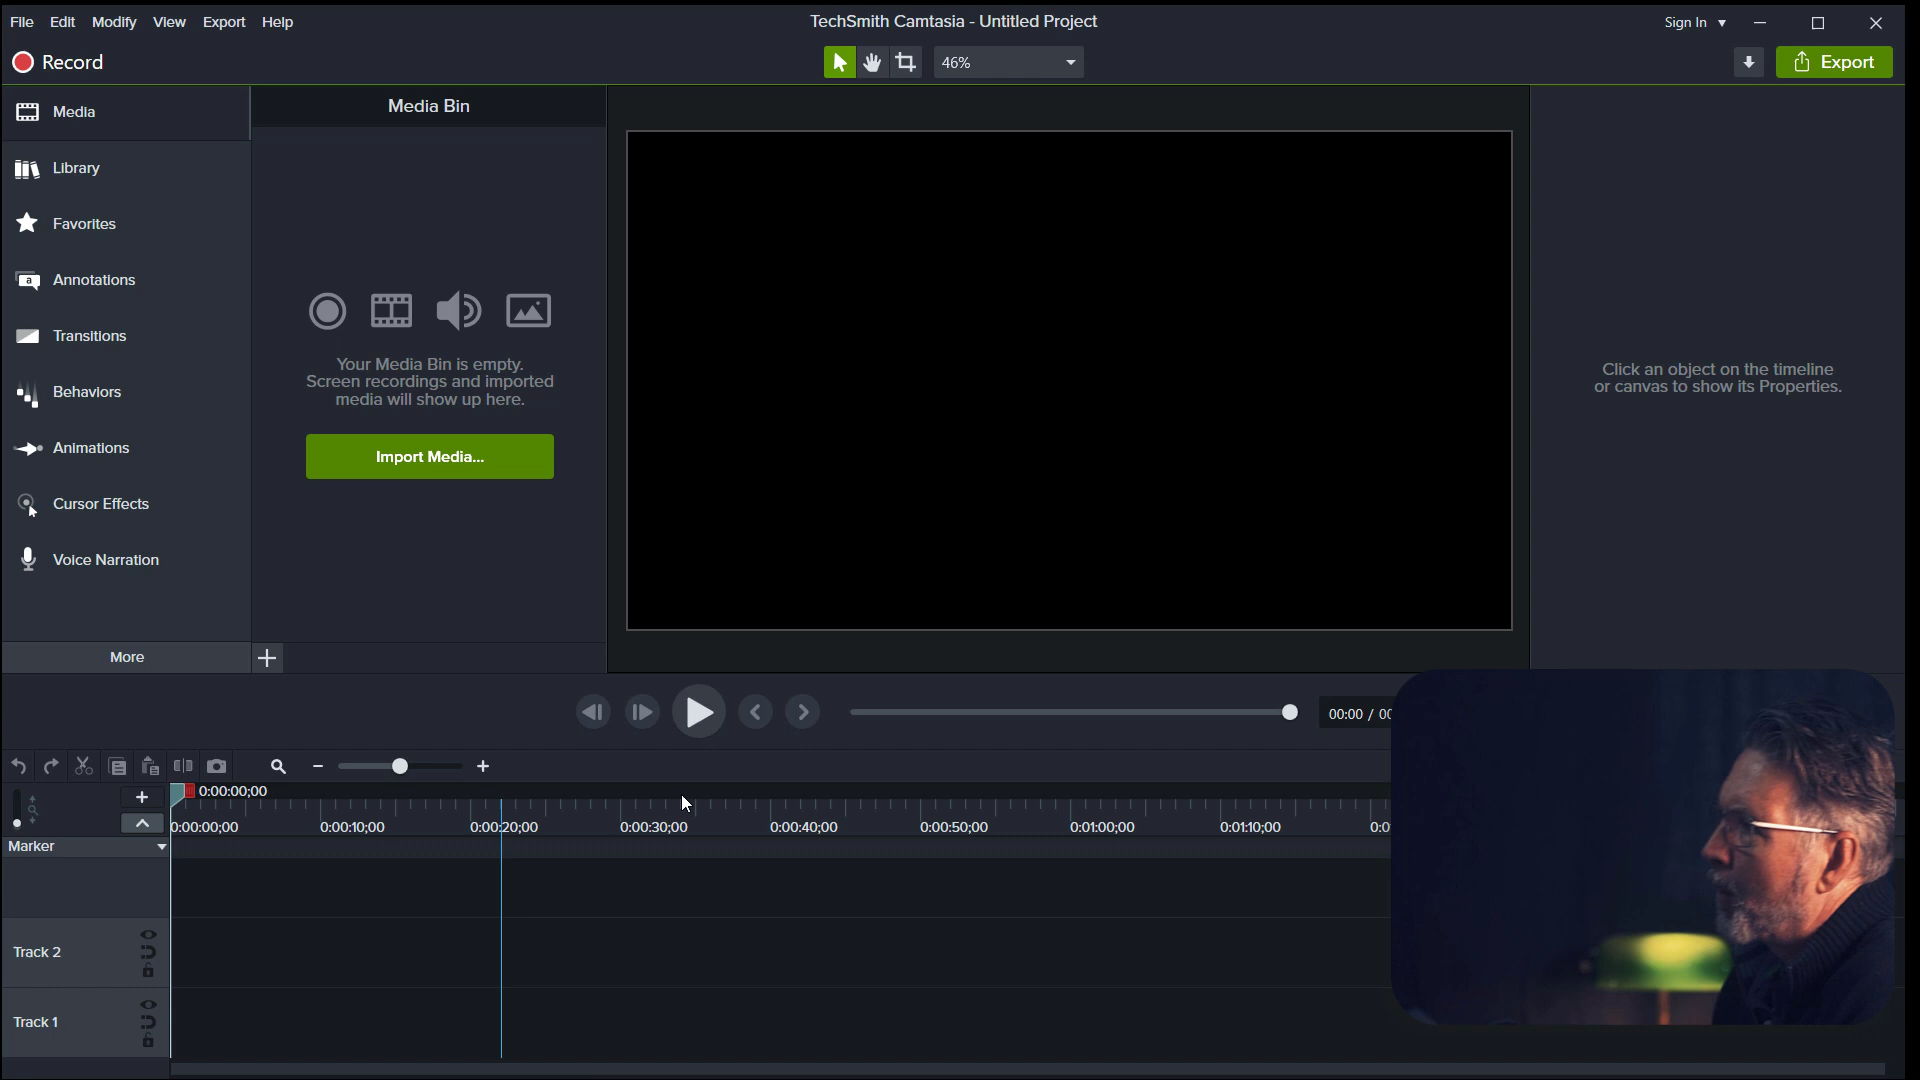 File Edit Modify View Export Help
TechSmith Camtasia - Untitled Project
Sign In
Record
46%
Export
Media
Library
Favorites
Annotations
Transitions
Behaviors
Animations
Cursor Effects
Voice Narration
More
Media Bin
Your Media Bin is empty.
Screen recordings and imported
media will show up here.
Import Media...
Click an object on the timeline
or canvas to show its Properties.
00:00 / 00
0:00:00;00
0:00:00;00 0:00:10;00 0:00:20;00 0:00:30;00 0:00:40;00 0:00:50;00 0:01:00;00 0:01:10;00 0:0
Marker
Track 2
Track 1